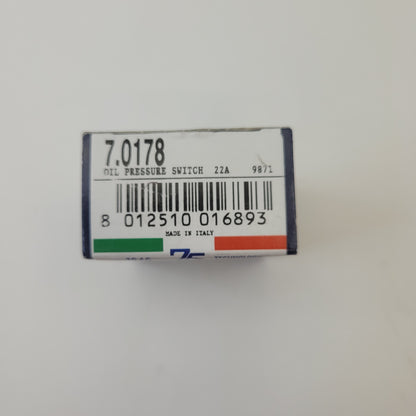 7.0178
OIL PRESSURE SWITCH 22A 9871
8 012510 016893
MADE IN ITALY